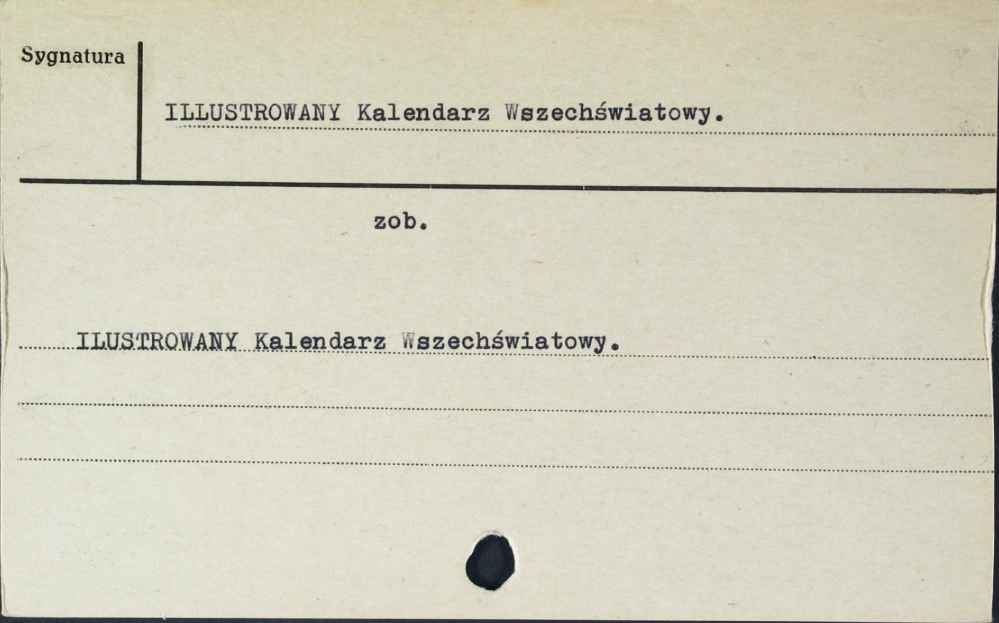 Sygnatura
ILLUSTROWANY Kalendarz Wszechświatowy.
zob.
ILUSTROWANY Kalendarz Wszechświatowy.